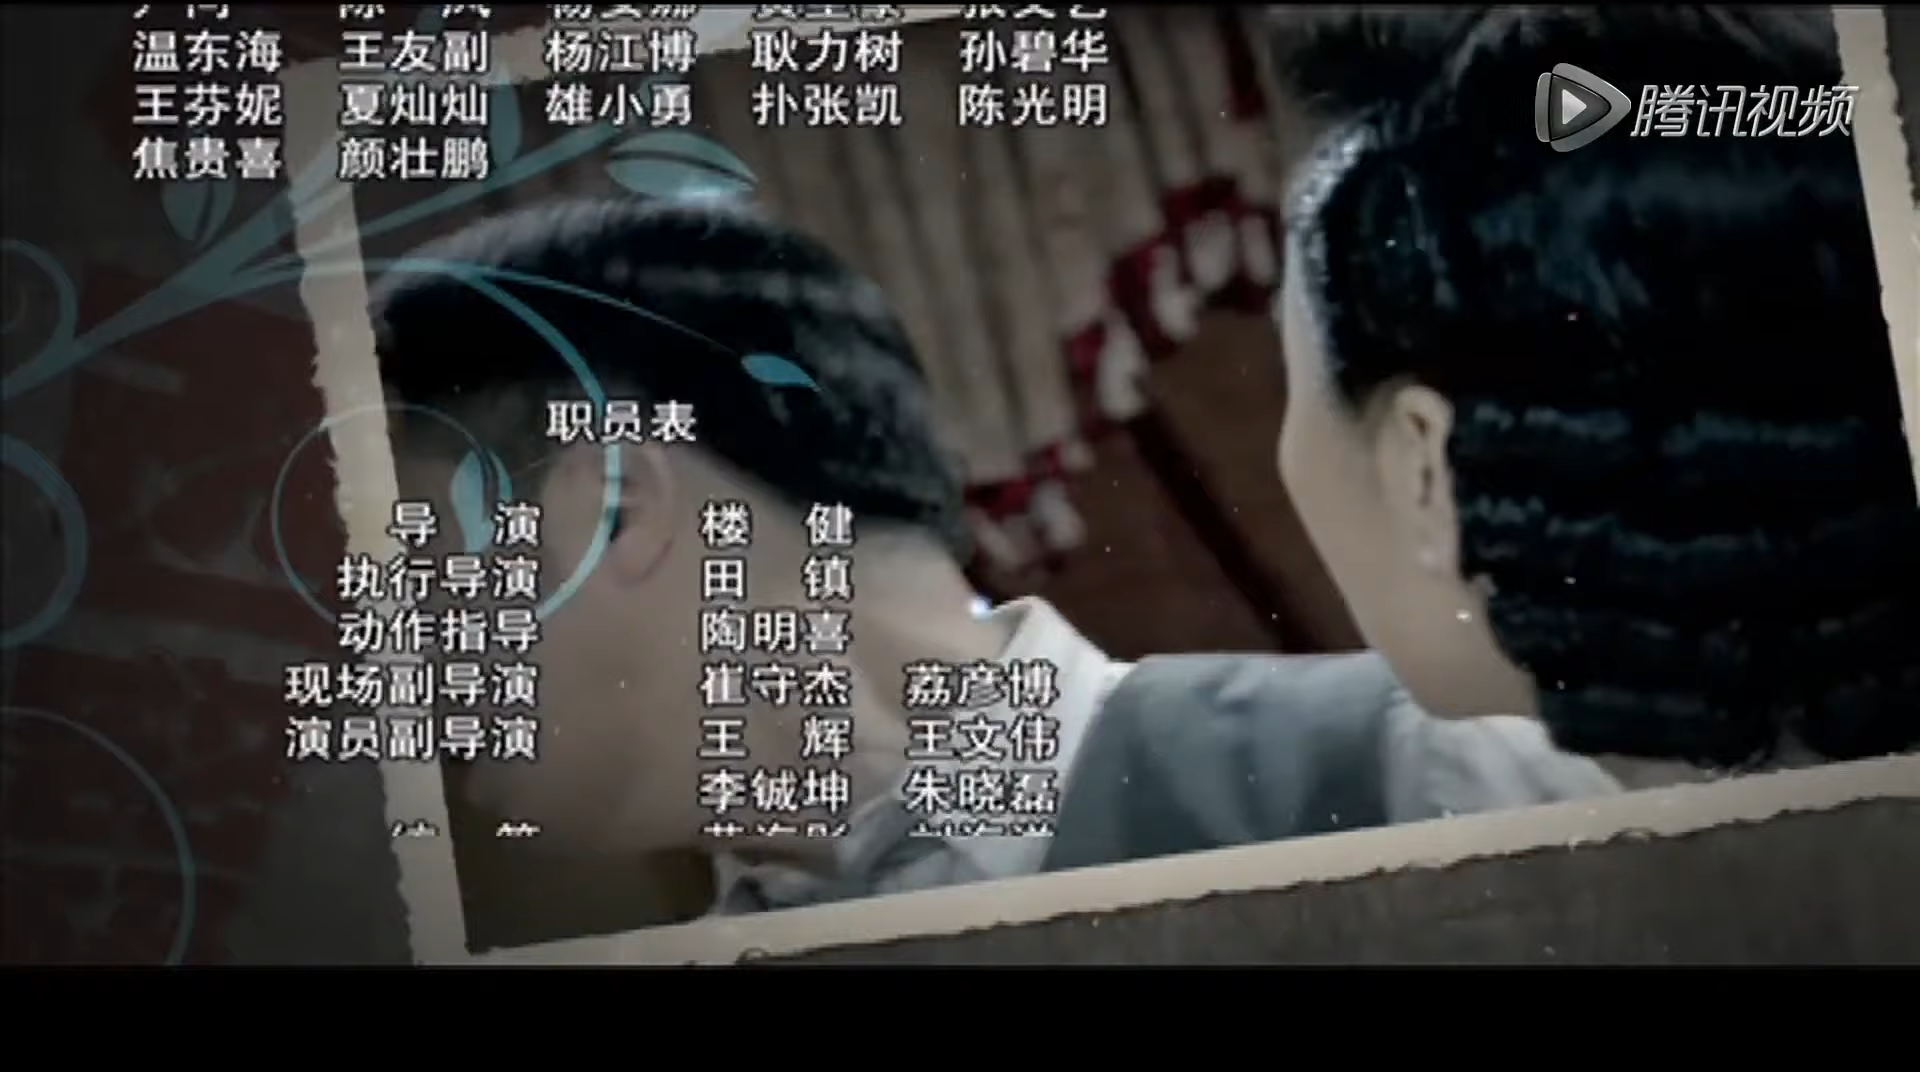 温东海 王友副 杨江博 耿力树 孙碧华
王芬妮 夏灿灿 雄小勇 扑张凯 陈光明
焦贵喜 颜壮鹏
腾讯视频
职员表
导 演 楼 健
执行导演 田 镇
动作指导 陶明喜
现场副导演 崔守杰 荔彦博
演员副导演 王 辉 王文伟
李铖坤 朱晓磊